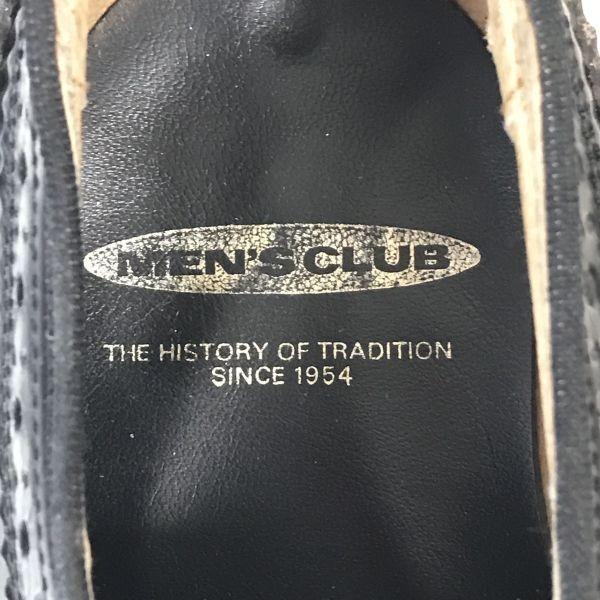 MEN'S CLUB
THE HISTORY OF TRADITION
SINCE 1954